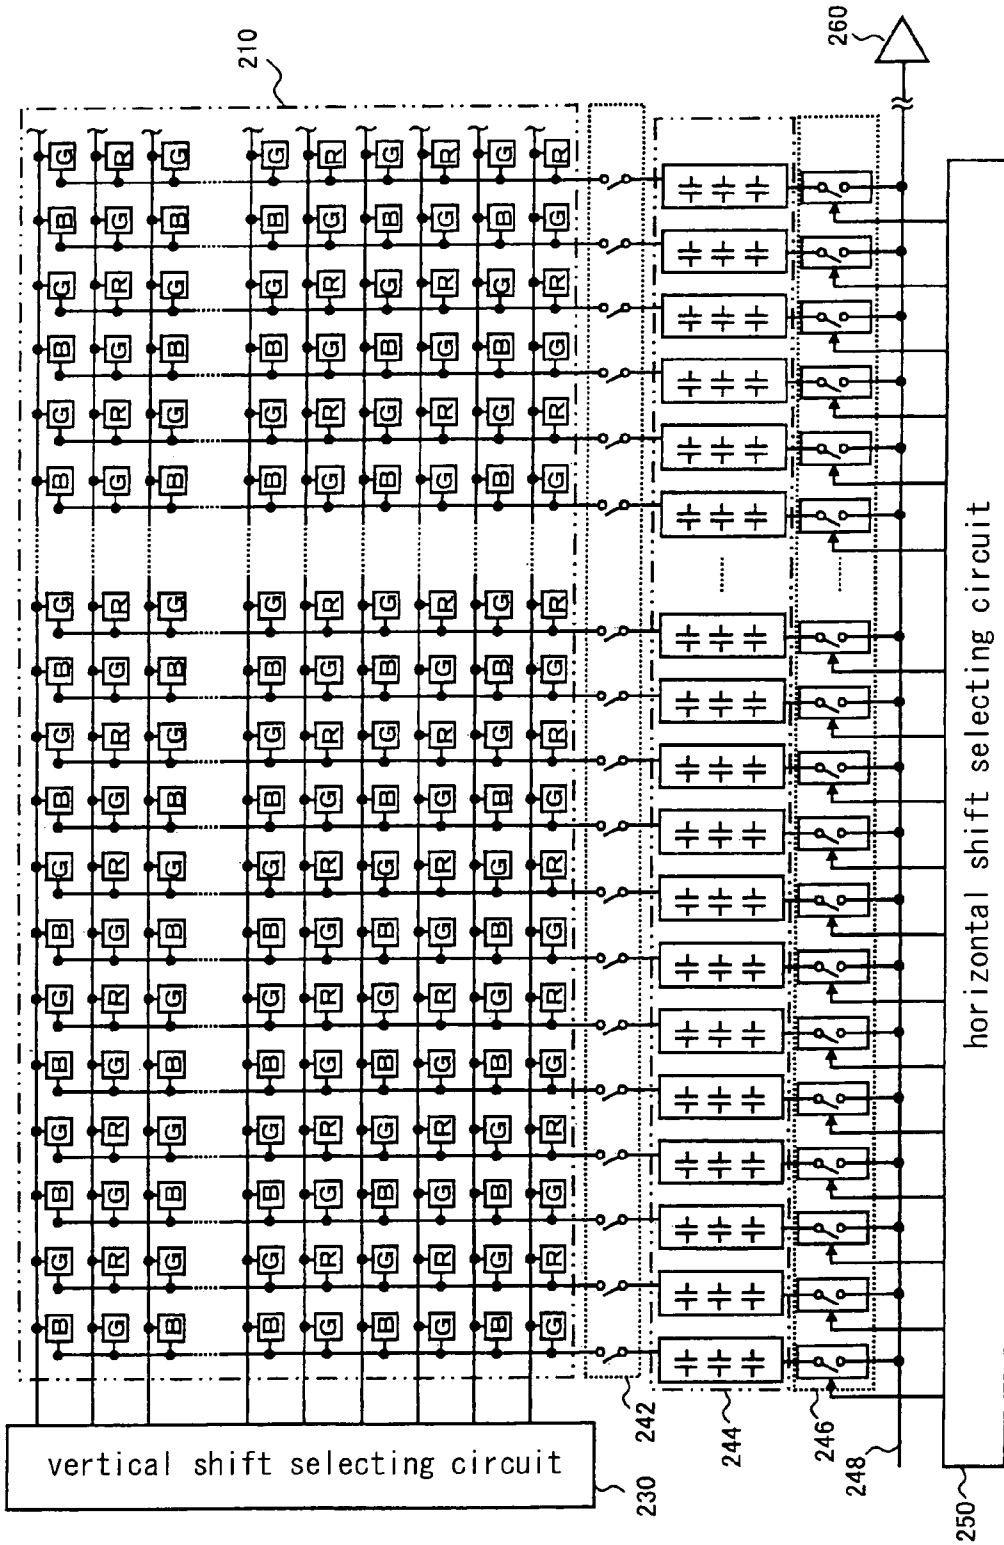 210
B G B G B G B G B G B G B G B G B G
G R G R G R G R G R G R G R G R G R
B G B G B G B G B G B G B G B G B G
B G B G B G B G B G B G B G B G B G
G R G R G R G R G R G R G R G R G R
B G B G B G B G B G B G B G B G B G
G R G R G R G R G R G R G R G R G R
B G B G B G B G B G B G B G B G B G
G R G R G R G R G R G R G R G R G R
vertical shift selecting circuit
230
242
244
246
248
260
250
horizontal shift selecting circuit